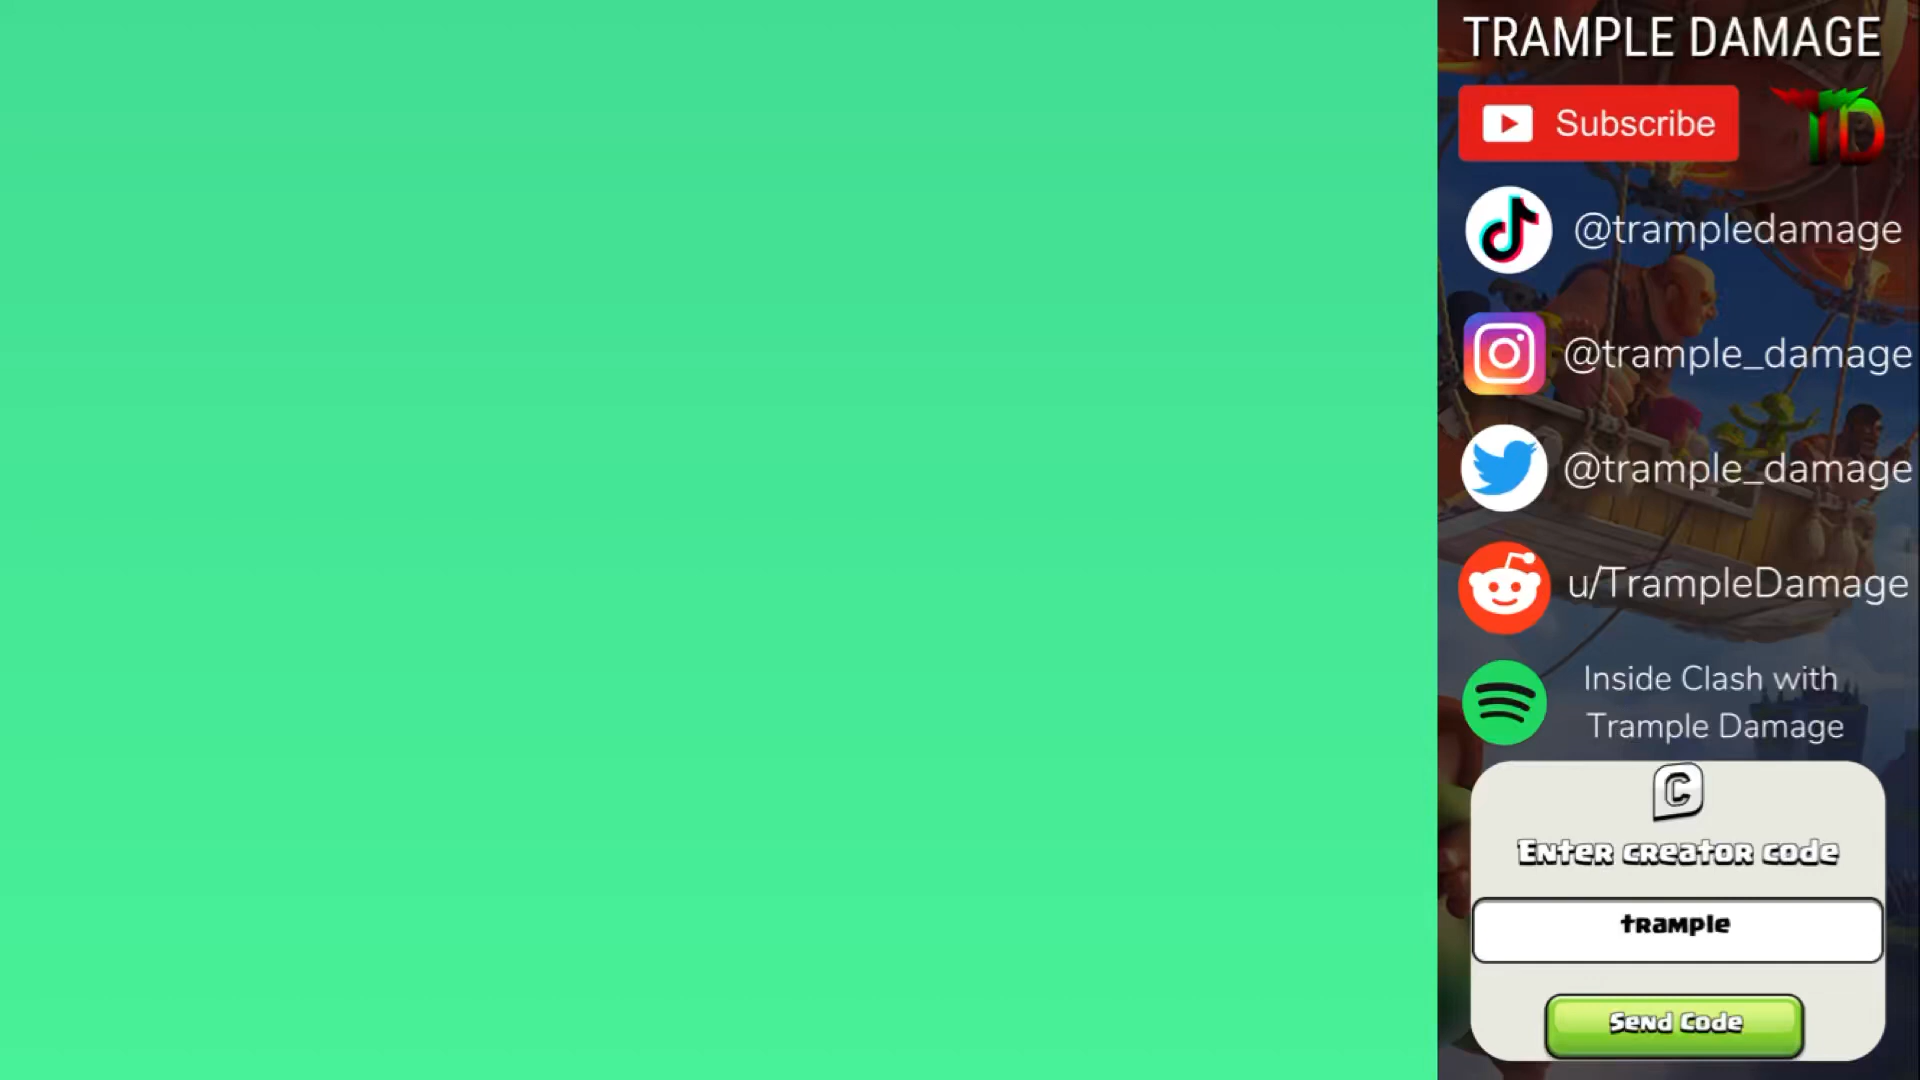 TRAMPLE DAMAGE
Subscribe
TD
@trampledamage
@trample_damage
@trample_damage
u/TrampleDamage
Inside Clash with
Trample Damage
C
Enter creator code
trample
Send Code